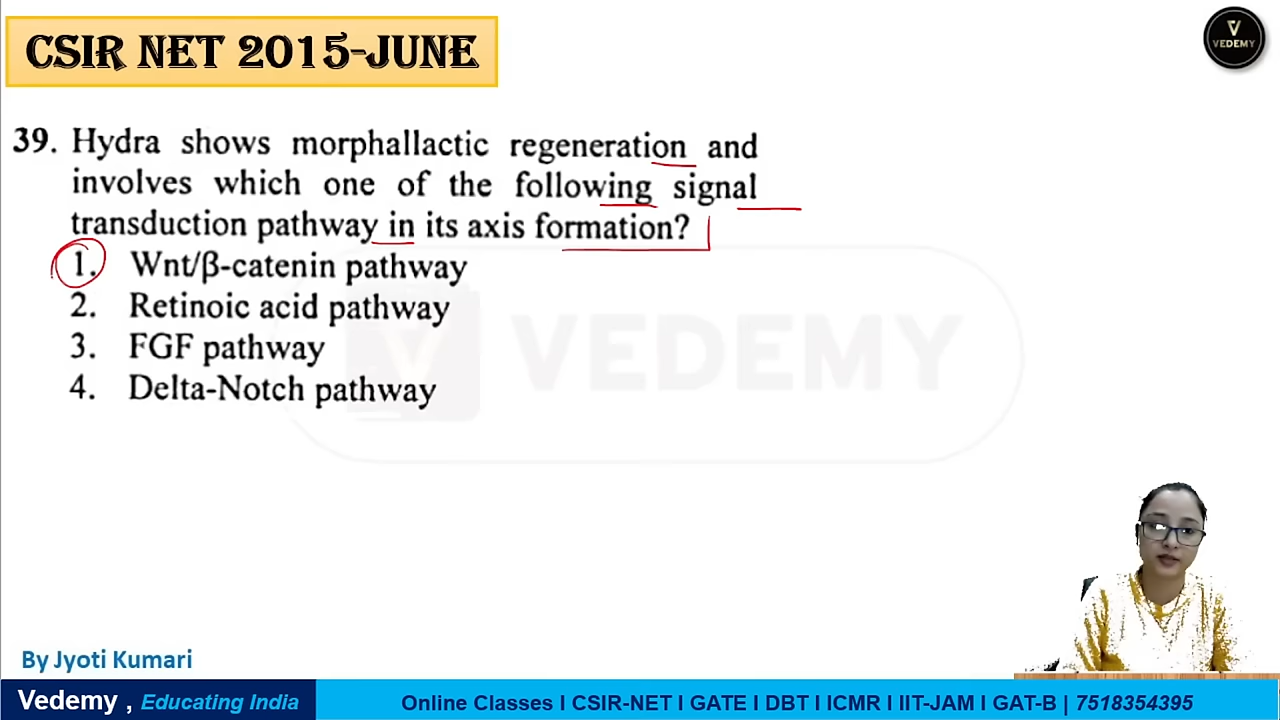 CSIR NET 2015-JUNE
V
VEDEMY
39. Hydra shows morphallactic regeneration and
involves which one of the following signal
transduction pathway in its axis formation?
1. Wnt/β-catenin pathway
2. Retinoic acid pathway
3. FGF pathway
4. Delta-Notch pathway
VEDEMY
By Jyoti Kumari
Vedemy , Educating India
Online Classes I CSIR-NET I GATE I DBT I ICMR I IIT-JAM I GAT-B | 7518354395